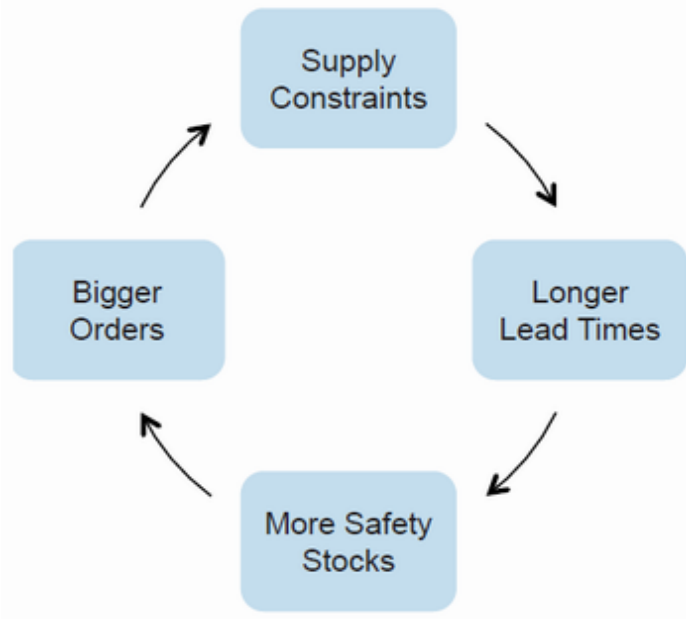 Supply
Constraints
Longer
Lead Times
More Safety
Stocks
Bigger
Orders